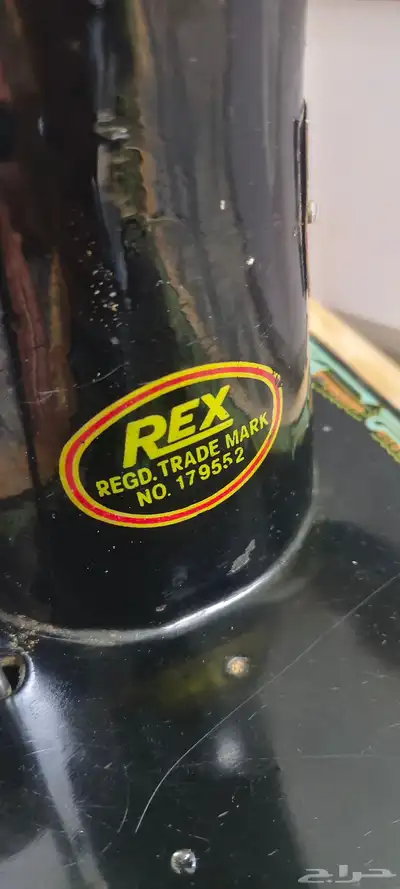 REX
REGD. TRADE MARK
NO. 179552
حراج